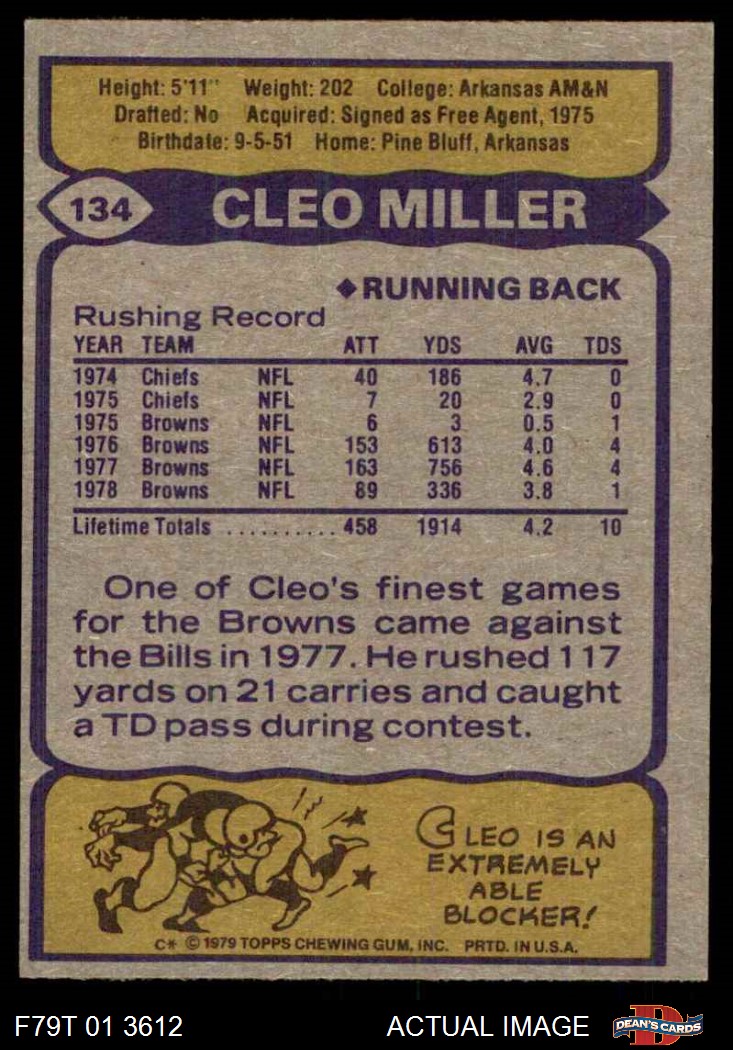 Height: 5'11" Weight: 202 College: Arkansas AM&N
Drafted: No Acquired: Signed as Free Agent, 1975
Birthdate: 9-5-51 Home: Pine Bluff, Arkansas
134 CLEO MILLER
◆RUNNING BACK
Rushing Record
YEAR TEAM ATT YDS AVG TDS
1974 Chiefs NFL 40 186 4.7 0
1975 Chiefs NFL 7 20 2.9 0
1975 Browns NFL 6 3 0.5 1
1976 Browns NFL 153 613 4.0 4
1977 Browns NFL 163 756 4.6 4
1978 Browns NFL 89 336 3.8 1
Lifetime Totals .......... 458 1914 4.2 10
One of Cleo's finest games
for the Browns came against
the Bills in 1977. He rushed 117
yards on 21 carries and caught
a TD pass during contest.
CLEO IS AN
EXTREMELY
ABLE
BLOCKER!
C* © 1979 TOPPS CHEWING GUM, INC. PRTD. IN U.S.A.
F79T 01 3612 ACTUAL IMAGE D DEAN'S CARDS